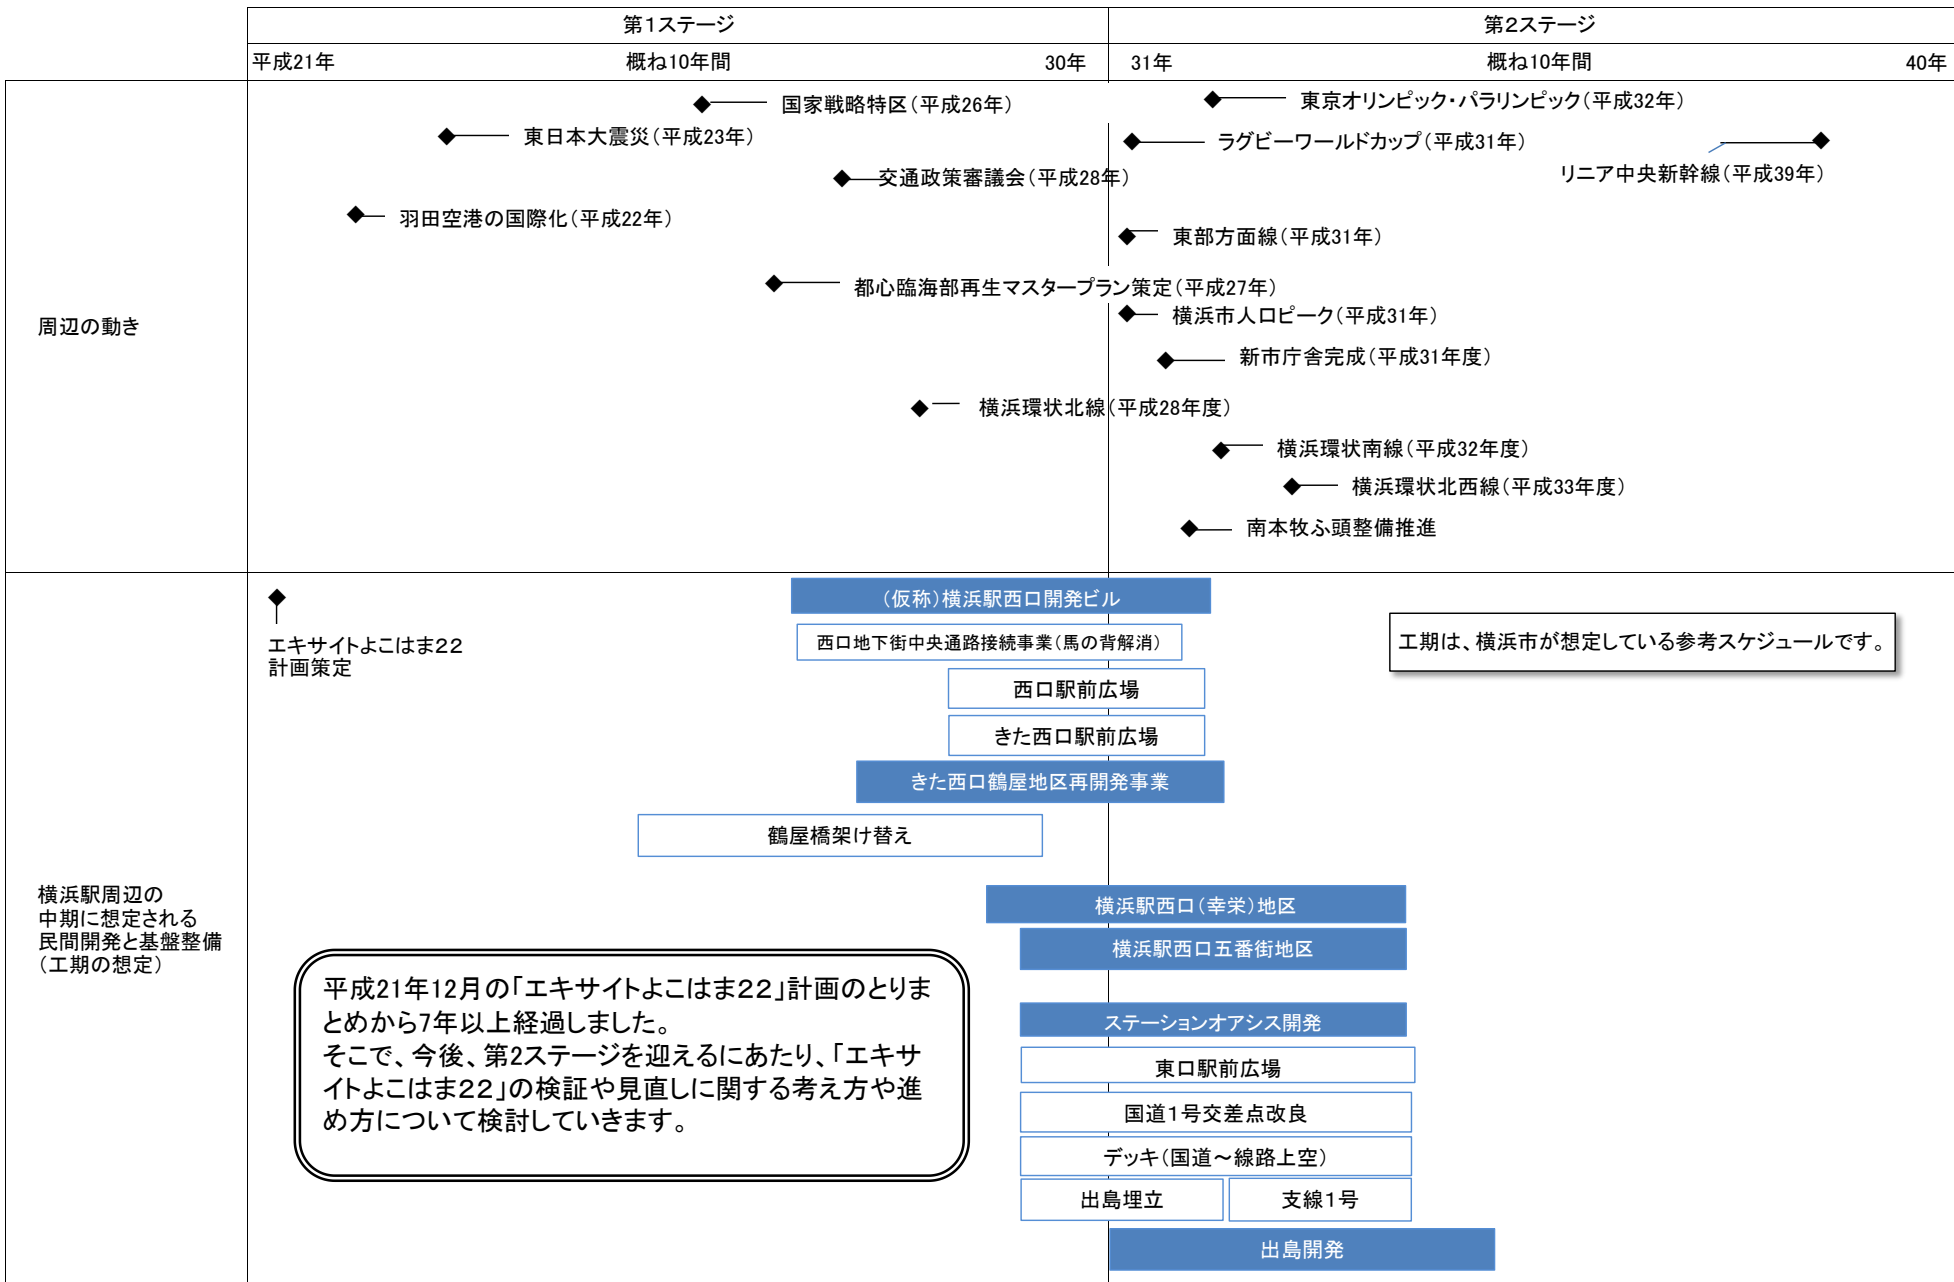 第1ステージ
第2ステージ
平成21年
概ね10年間
30年
31年
概ね10年間
40年
周辺の動き
国家戦略特区(平成26年)
東京オリンピック・パラリンピック(平成32年)
東日本大震災(平成23年)
ラグビーワールドカップ(平成31年)
リニア中央新幹線(平成39年)
交通政策審議会(平成28年)
羽田空港の国際化(平成22年)
東部方面線(平成31年)
都心臨海部再生マスタープラン策定(平成27年)
横浜市人口ピーク(平成31年)
新市庁舎完成(平成31年度)
横浜環状北線(平成28年度)
横浜環状南線(平成32年度)
横浜環状北西線(平成33年度)
南本牧ふ頭整備推進
横浜駅周辺の
中期に想定される
民間開発と基盤整備
(工期の想定)
エキサイトよこはま22
計画策定
(仮称)横浜駅西口開発ビル
西口地下街中央通路接続事業(馬の背解消)
工期は、横浜市が想定している参考スケジュールです。
西口駅前広場
きた西口駅前広場
きた西口鶴屋地区再開発事業
鶴屋橋架け替え
横浜駅西口(幸栄)地区
横浜駅西口五番街地区
平成21年12月の「エキサイトよこはま22」計画のとりま
とめから7年以上経過しました。
そこで、今後、第2ステージを迎えるにあたり、「エキサ
イトよこはま22」の検証や見直しに関する考え方や進
め方について検討していきます。
ステーションオアシス開発
東口駅前広場
国道1号交差点改良
デッキ(国道～線路上空)
出島埋立
支線1号
出島開発